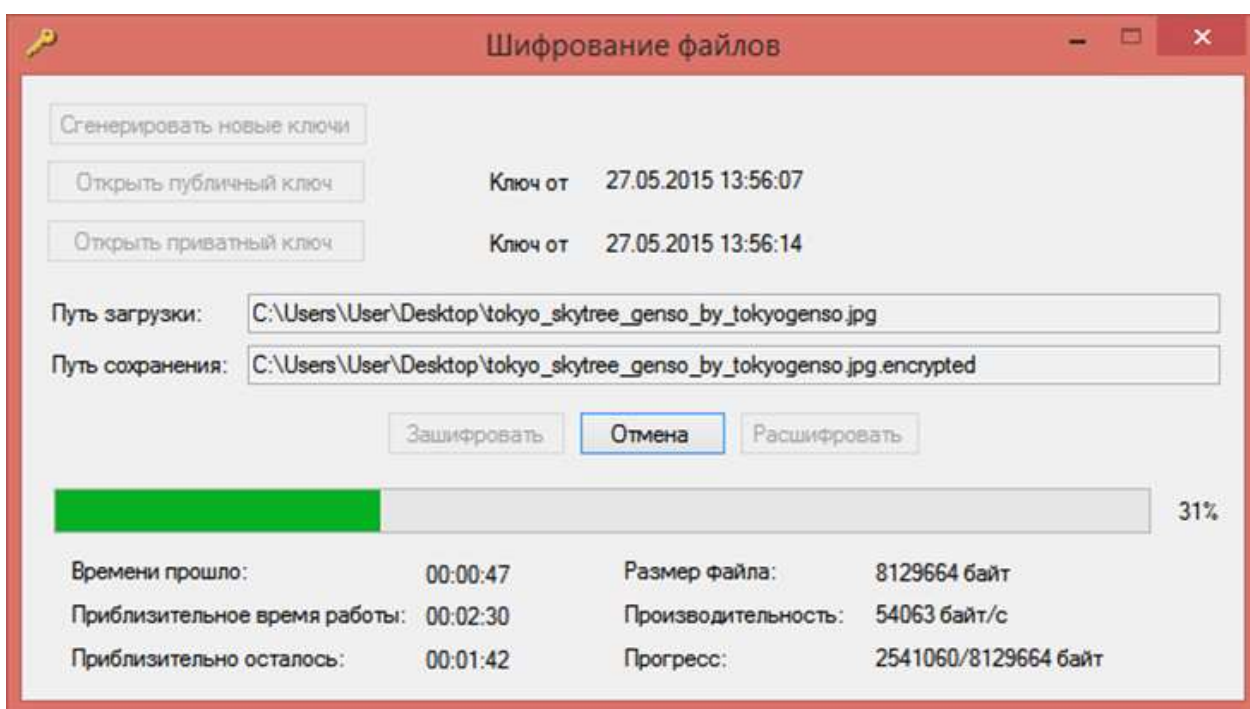 Шифрование файлов
Сгенерировать новые ключи
Открыть публичный ключ Ключ от 27.05.2015 13:56:07
Открыть приватный ключ Ключ от 27.05.2015 13:56:14
Путь загрузки: C:\Users\User\Desktop\tokyo_skytree_genso_by_tokyogenso.jpg
Путь сохранения: C:\Users\User\Desktop\tokyo_skytree_genso_by_tokyogenso.jpg.encrypted
Зашифровать Отмена Расшифровать
31%
Времени прошло: 00:00:47 Размер файла: 8129664 байт
Приблизительное время работы: 00:02:30 Производительность: 54063 байт/с
Приблизительно осталось: 00:01:42 Прогресс: 2541060/8129664 байт